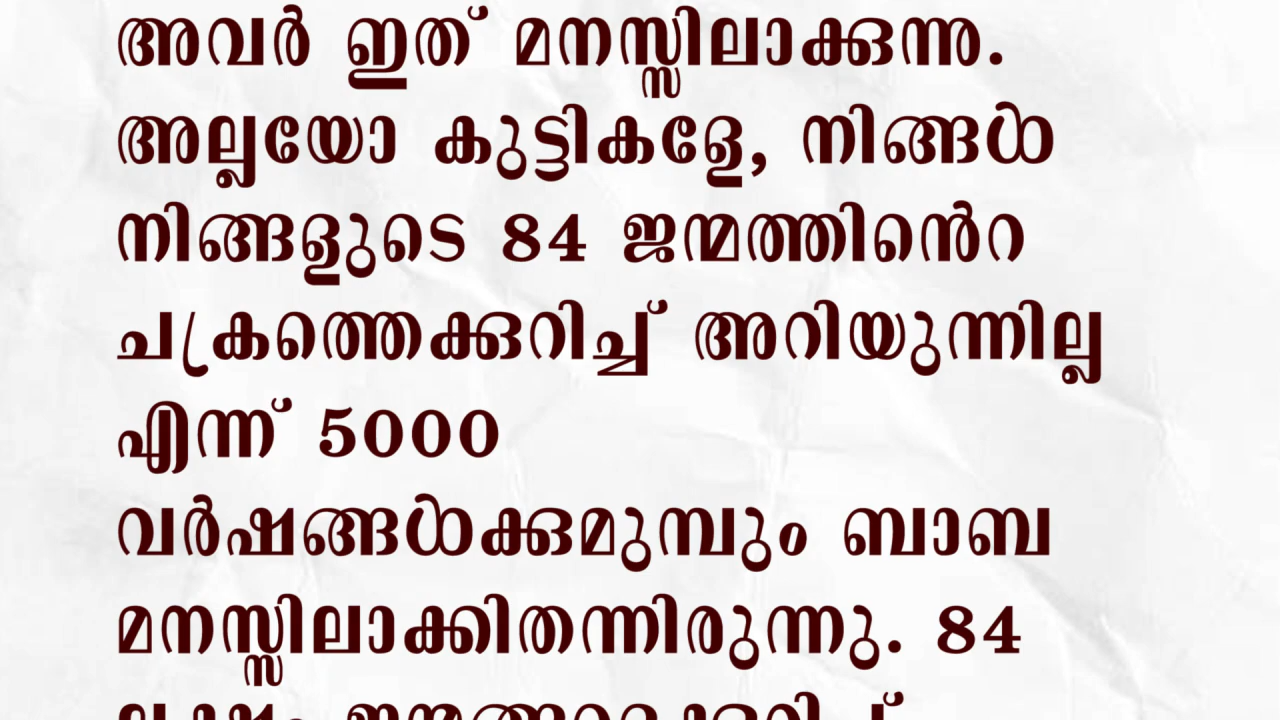 അവർ ഇത് മനസ്സിലാക്കുന്നു.
അല്ലയോ കുട്ടികളേ, നിങ്ങൾ
നിങ്ങളുടെ 84 ജന്മത്തിൻെറ
ചക്രത്തെക്കുറിച്ച് അറിയുന്നില്ല
എന്ന് 5000
വർഷങ്ങൾക്കുമുമ്പും ബാബ
മനസ്സിലാക്കിതന്നിരുന്നു. 84